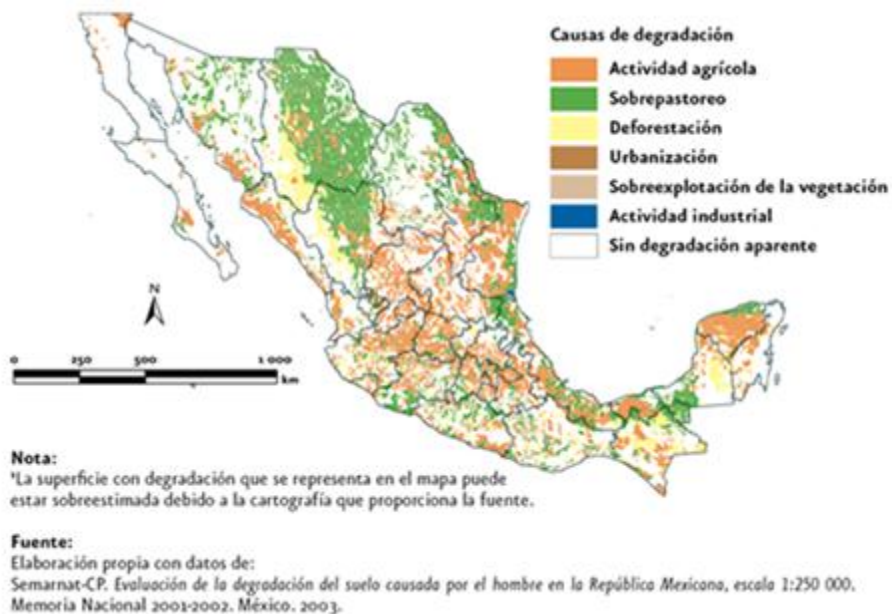 Causas de degradación
Actividad agrícola
Sobrepastoreo
Deforestación
Urbanización
Sobreexplotación de la vegetación
Actividad industrial
Sin degradación aparente
N
0 250 500 1 000
km
Nota:
¹La superficie con degradación que se representa en el mapa puede
estar sobreestimada debido a la cartografía que proporciona la fuente.
Fuente:
Elaboración propia con datos de:
Semarnat-CP. Evaluación de la degradación del suelo causada por el hombre en la República Mexicana, escala 1:250 000.
Memoria Nacional 2001-2002. México. 2003.